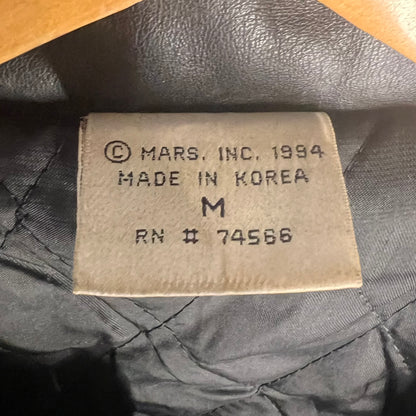 © MARS, INC. 1994
MADE IN KOREA
M
RN # 74566